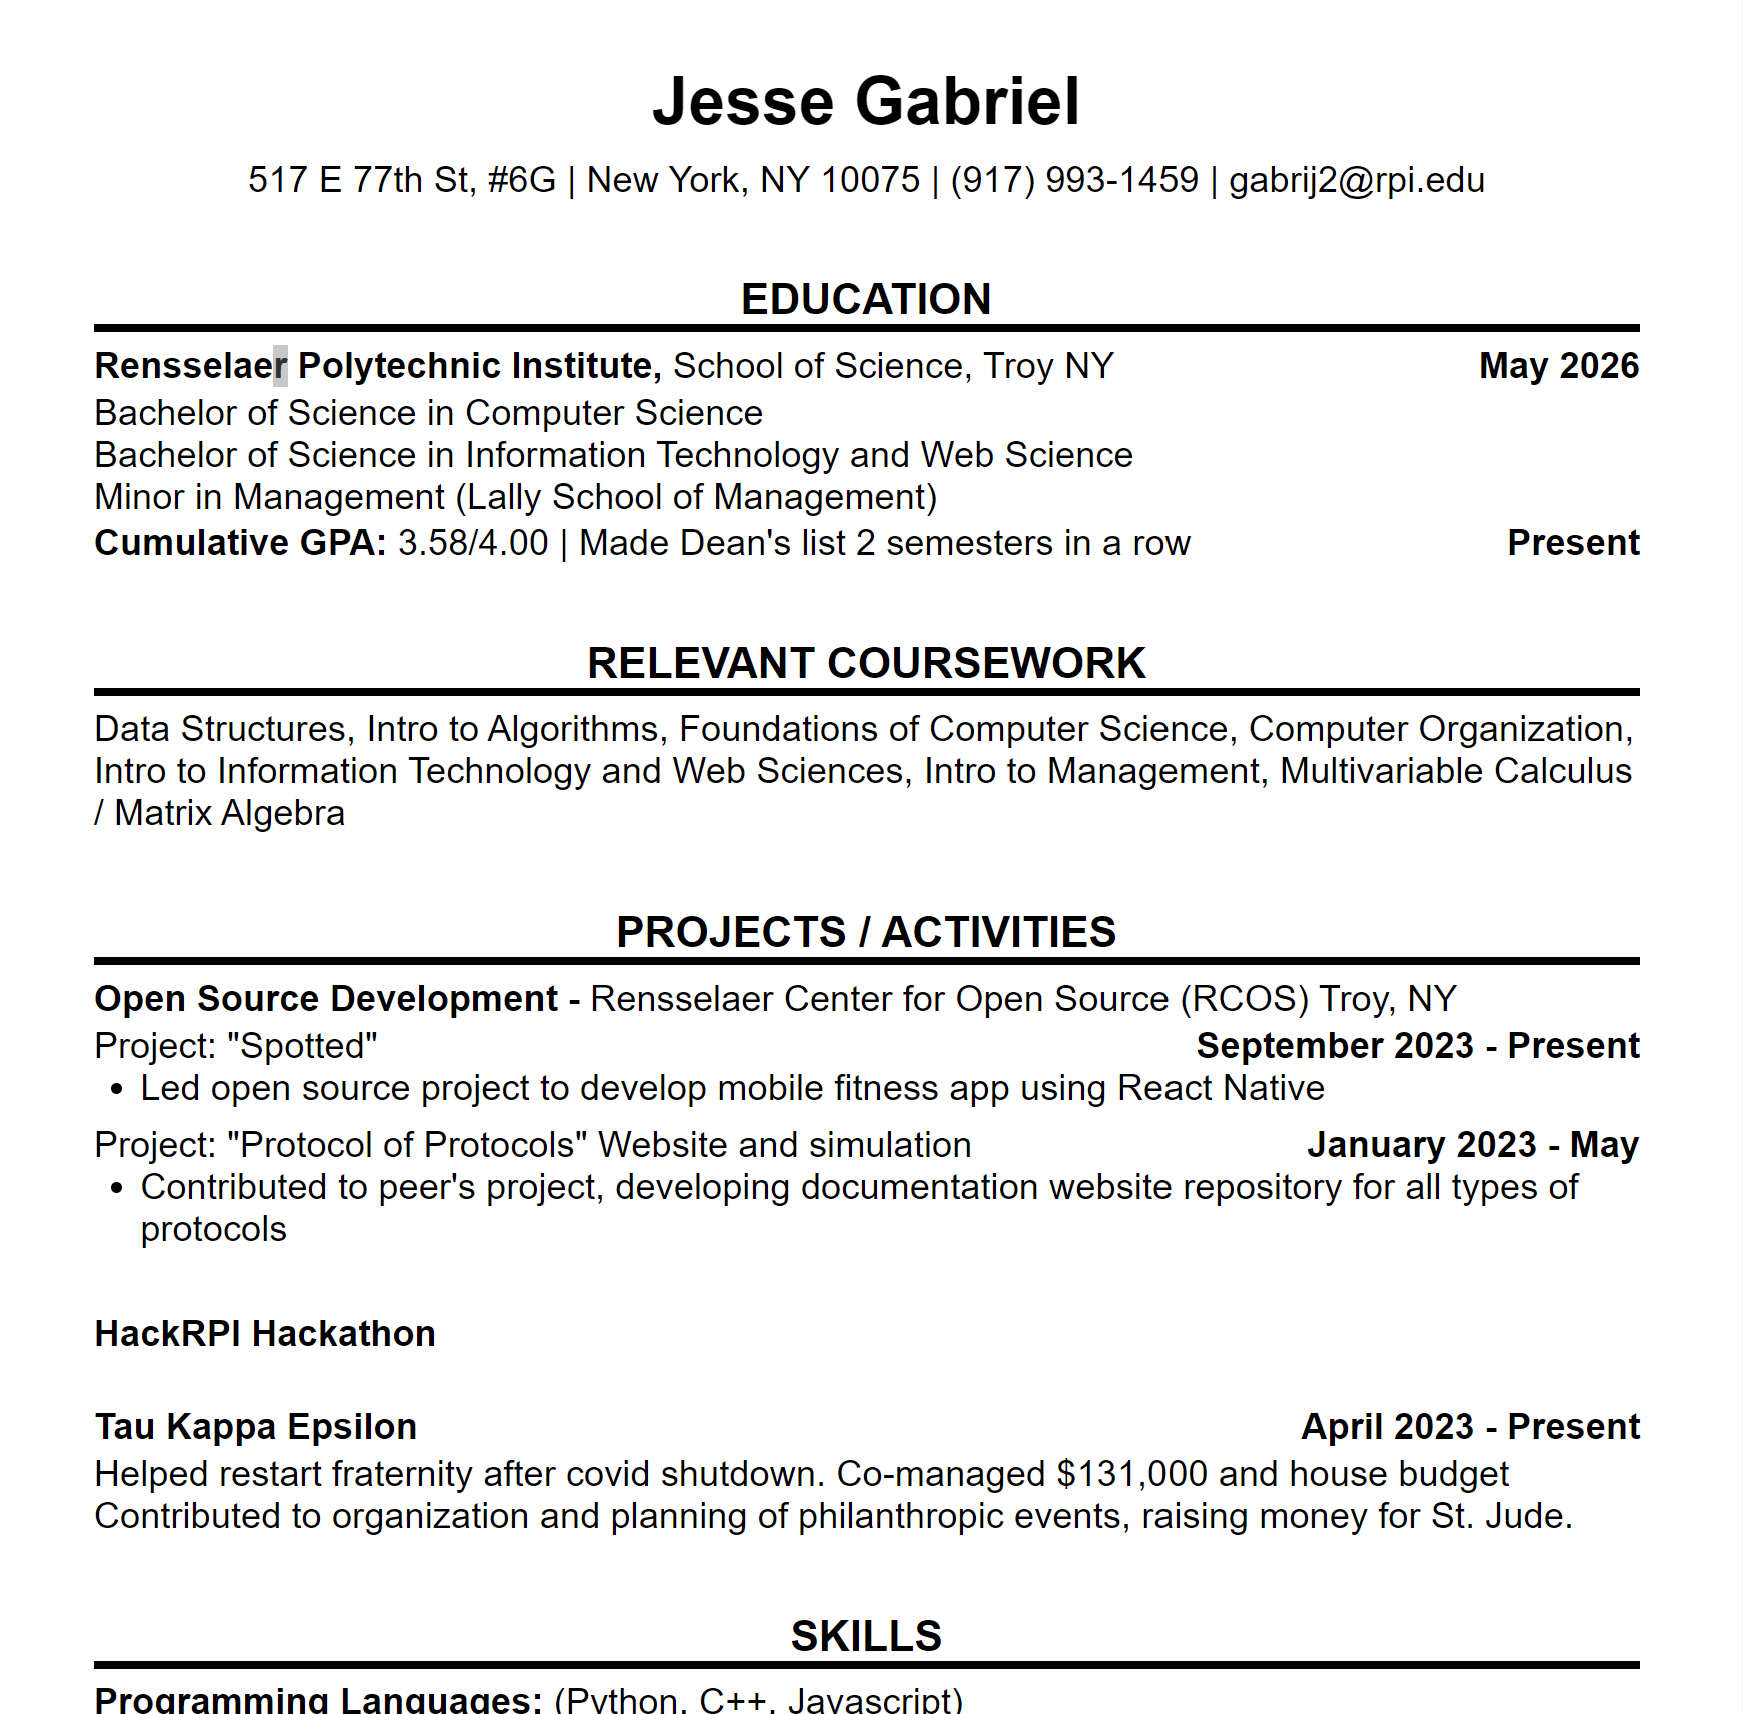 Jesse Gabriel
517 E 77th St, #6G | New York, NY 10075 | (917) 993-1459 | gabrij2@rpi.edu
EDUCATION
Rensselaer Polytechnic Institute, School of Science, Troy NY May 2026
Bachelor of Science in Computer Science
Bachelor of Science in Information Technology and Web Science
Minor in Management (Lally School of Management)
Cumulative GPA: 3.58/4.00 | Made Dean's list 2 semesters in a row Present
RELEVANT COURSEWORK
Data Structures, Intro to Algorithms, Foundations of Computer Science, Computer Organization,
Intro to Information Technology and Web Sciences, Intro to Management, Multivariable Calculus
/ Matrix Algebra
PROJECTS / ACTIVITIES
Open Source Development - Rensselaer Center for Open Source (RCOS) Troy, NY
Project: "Spotted" September 2023 - Present
• Led open source project to develop mobile fitness app using React Native
Project: "Protocol of Protocols" Website and simulation January 2023 - May
• Contributed to peer's project, developing documentation website repository for all types of
protocols
HackRPI Hackathon
Tau Kappa Epsilon April 2023 - Present
Helped restart fraternity after covid shutdown. Co-managed $131,000 and house budget
Contributed to organization and planning of philanthropic events, raising money for St. Jude.
SKILLS
Programming Languages: (Python, C++, Javascript)